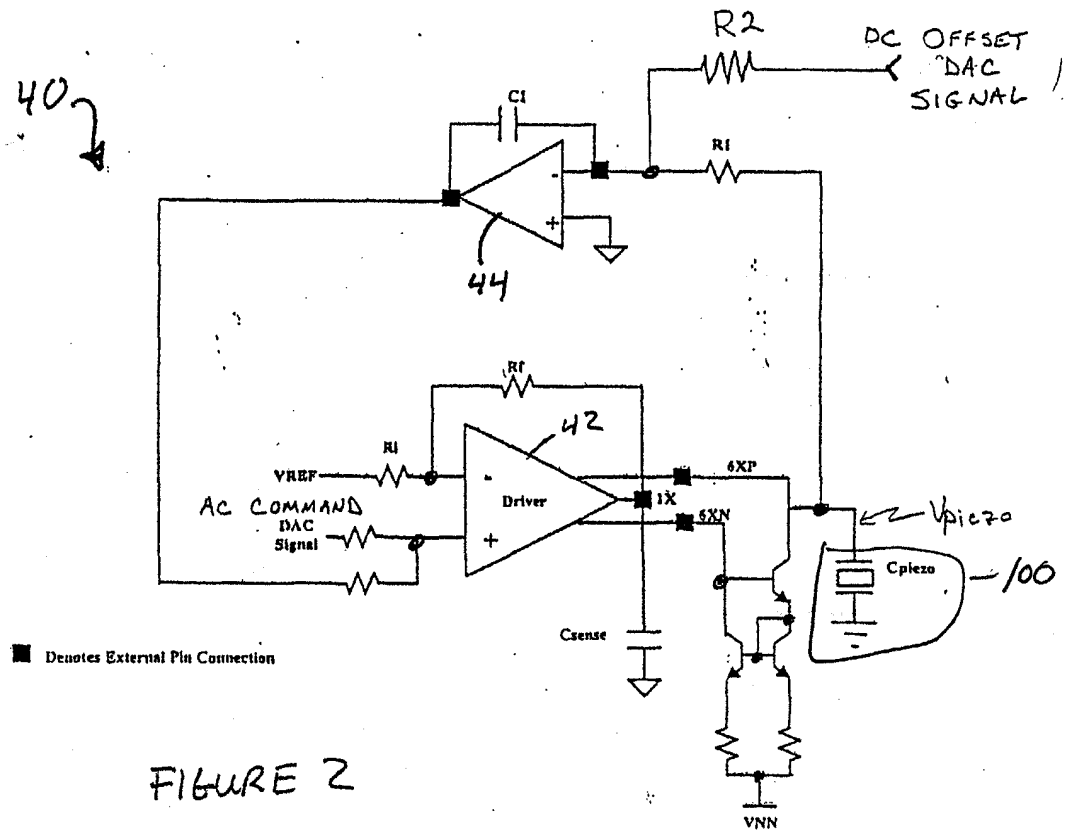 R2
DC OFFSET
DAC
SIGNAL
40
C1
R1
-
+
44
Rf
42
Ri
VREF
-
Driver
6XP
1X
6XN
AC COMMAND
DAC
Signal
+
Vpiezo
Cpiezo
100
Csense
Denotes External Pin Connection
FIGURE 2
VNN